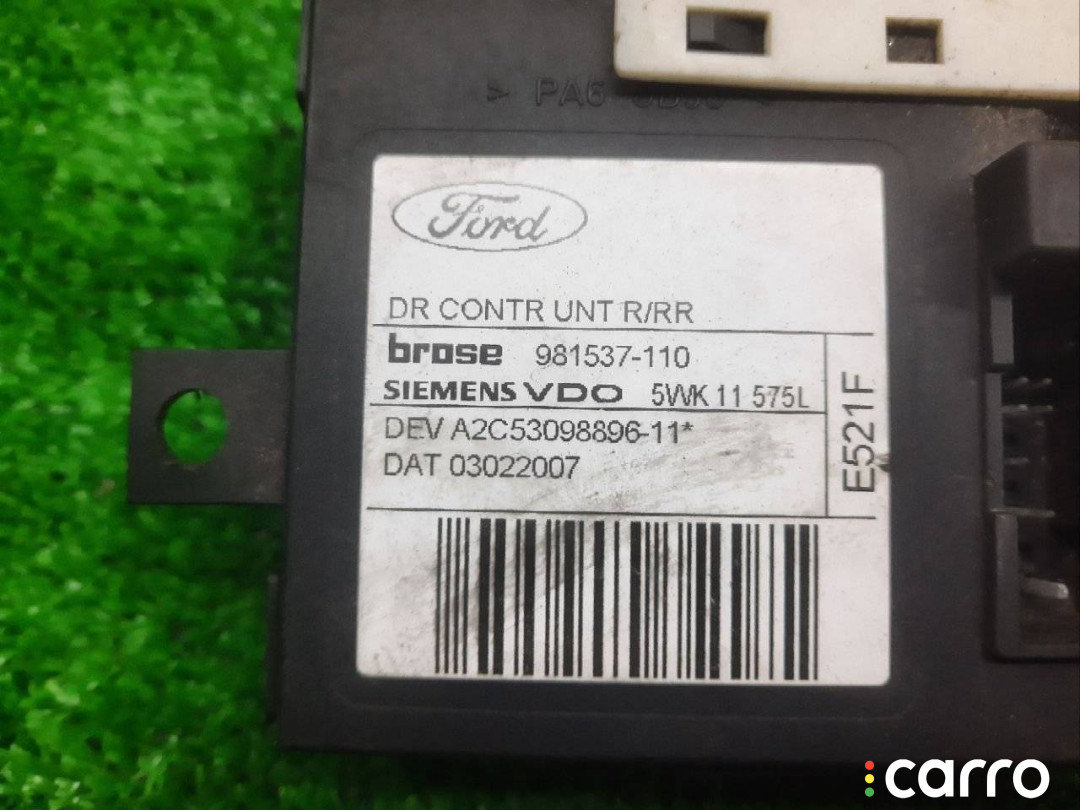 > PA6
Ford
DR CONTR UNT R/RR
brose 981537-110
SIEMENS VDO 5WK 11 575L
DEV A2C53098896-11*
DAT 03022007
E521F
carro